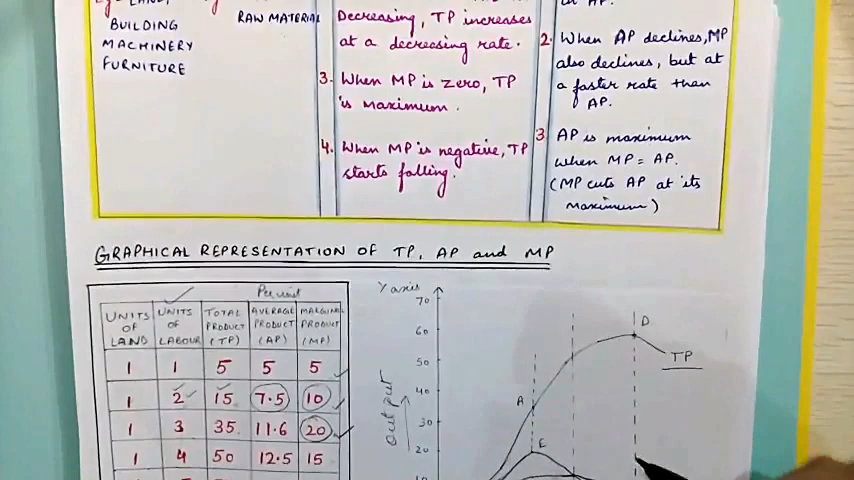 BUILDING
MACHINERY
FURNITURE
RAW MATERIAL
Decreasing, TP increases
at a decreasing rate.
3. When MP is zero, TP
is maximum.
4. When MP is negative, TP
starts falling.
in AP.
2. When AP declines, MP
also declines, but at
a faster rate than
AP.
3 AP is maximum
when MP = AP.
(MP cuts AP at its
maximum)
GRAPHICAL REPRESENTATION OF TP, AP and MP
Per unit
UNITS OF LAND UNITS OF LABOUR TOTAL PRODUCT (TP) AVERAGE PRODUCT (AP) MARGINAL PRODUCT (MP)
1 1 5 5 5
1 2 15 7.5 10
1 3 35 11.6 20
1 4 50 12.5 15
Y axis
70
60
50
40
30
20
10
Output
A
E
D
TP